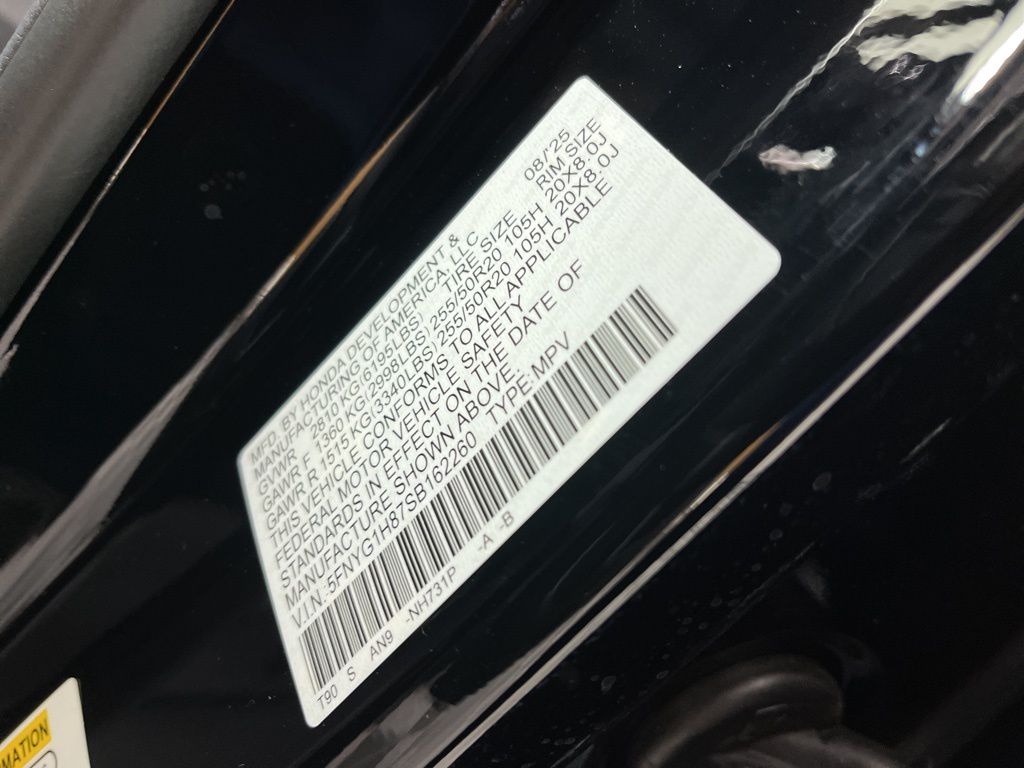 MFD. BY HONDA DEVELOPMENT & 08/'25
MANUFACTURING OF AMERICA, LLC
GVWR 2810 KG(6195LBS) TIRE SIZE RIM SIZE
GAWR F 1360 KG(2998LBS) 255/50R20 105H 20X8.0J
GAWR R 1515 KG(3340LBS) 255/50R20 105H 20X8.0J
THIS VEHICLE CONFORMS TO ALL APPLICABLE
FEDERAL MOTOR VEHICLE SAFETY
STANDARDS IN EFFECT ON THE DATE OF
MANUFACTURE SHOWN ABOVE.
V.I.N. 5FNYG1H87SB162260 TYPE: MPV
T90 S AN9 -NH731P -A -B
MATION